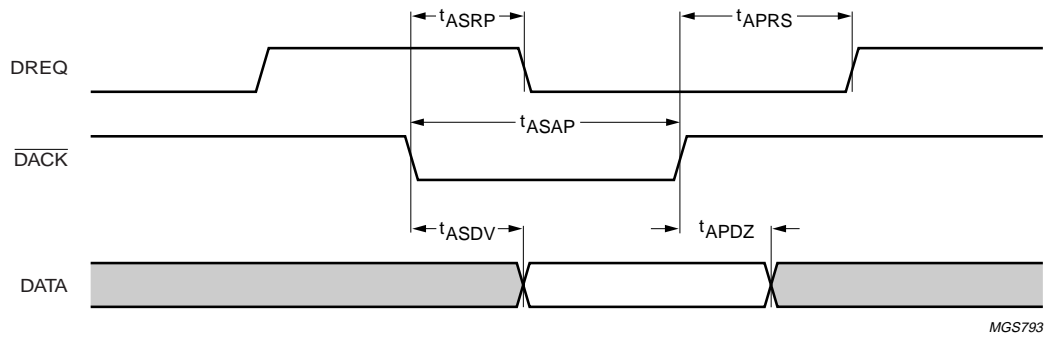 tASRP
tAPRS
DREQ
tASAP
DACK
tASDV
tAPDZ
DATA
MGS793